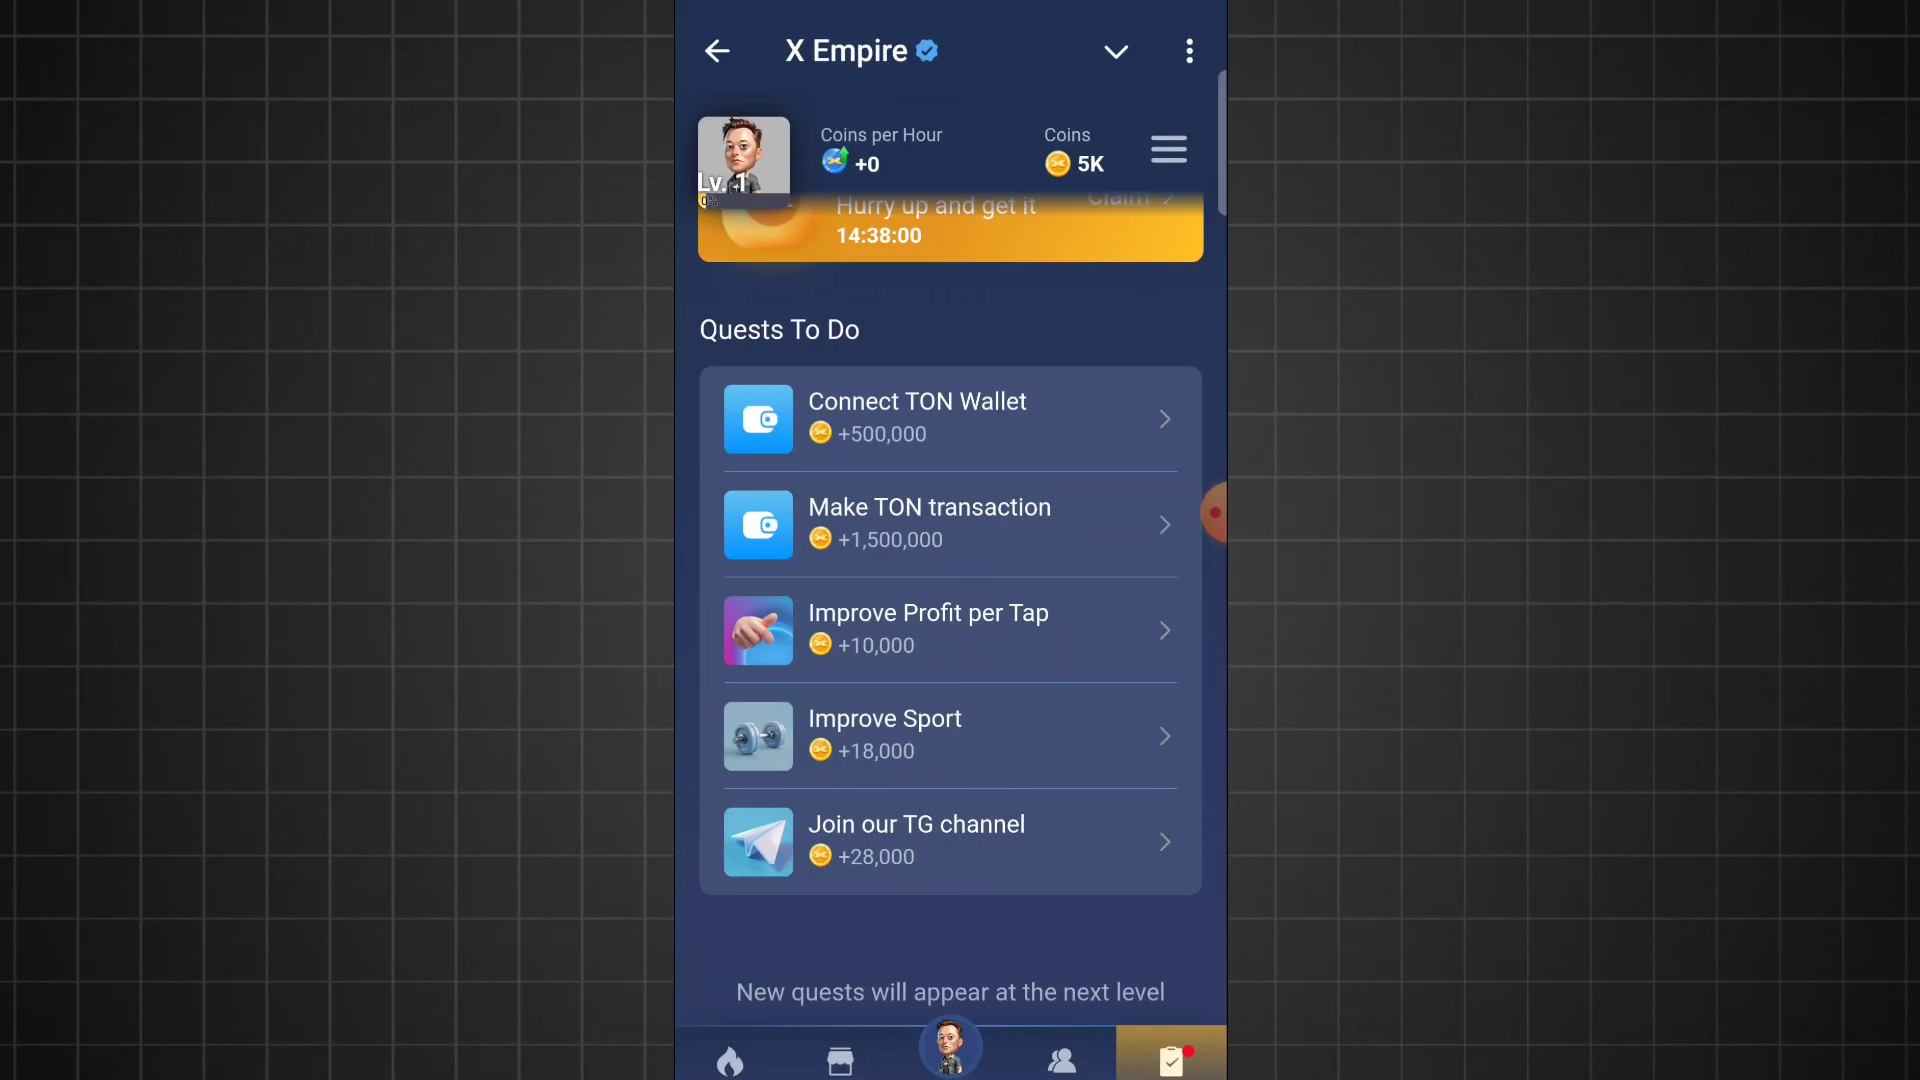 X Empire
Coins per Hour
+0
Coins
5K
Lv. 1
0%
Hurry up and get it
Claim
14:38:00
Quests To Do
Connect TON Wallet
+500,000
Make TON transaction
+1,500,000
Improve Profit per Tap
+10,000
Improve Sport
+18,000
Join our TG channel
+28,000
New quests will appear at the next level